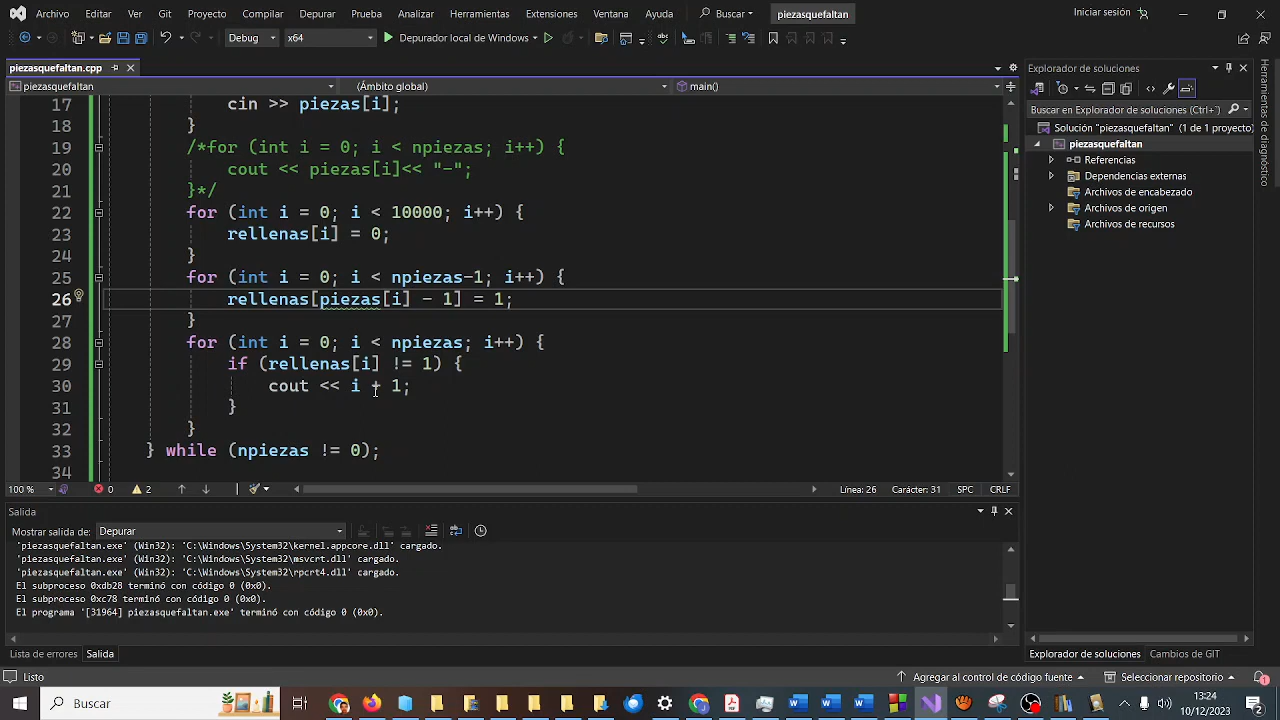 Archivo Editar Ver Git Proyecto Compilar Depurar Prueba Analizar Herramientas Extensiones Ventana Ayuda Buscar piezasquefaltan Iniciar sesión
Debug x64 Depurador local de Windows
piezasquefaltan.cpp
Explorador de soluciones
piezasquefaltan (Ámbito global) main()
Buscar en Explorador de soluciones (Ctrl+)
Solución "piezasquefaltan" (1 de 1 proyecto)
piezasquefaltan
Referencias
Dependencias externas
Archivos de encabezado
Archivos de origen
Archivos de recursos
Herramientas de diagnóstico
17 cin >> piezas[i];
18 }
19 /*for (int i = 0; i < npiezas; i++) {
20 cout << piezas[i]<< "-";
21 }*/
22 for (int i = 0; i < 10000; i++) {
23 rellenas[i] = 0;
24 }
25 for (int i = 0; i < npiezas-1; i++) {
26 rellenas[piezas[i] - 1] = 1;
27 }
28 for (int i = 0; i < npiezas; i++) {
29 if (rellenas[i] != 1) {
30 cout << i + 1;
31 }
32 }
33 } while (npiezas != 0);
34
100 % 0 2 Línea: 26 Carácter: 31 SPC CRLF
Salida
Mostrar salida de: Depurar
'piezasquefaltan.exe' (Win32): 'C:\Windows\System32\kernel.appcore.dll' cargado.
'piezasquefaltan.exe' (Win32): 'C:\Windows\System32\msvcrt.dll' cargado.
'piezasquefaltan.exe' (Win32): 'C:\Windows\System32\rpcrt4.dll' cargado.
El subproceso 0xdb28 terminó con código 0 (0x0).
El subproceso 0xc78 terminó con código 0 (0x0).
El programa '[31964] piezasquefaltan.exe' terminó con código 0 (0x0).
Lista de errores Salida
Explorador de soluciones Cambios de GIT
Listo Agregar al control de código fuente Seleccionar repositorio 1
Buscar 13:24
10/12/2023